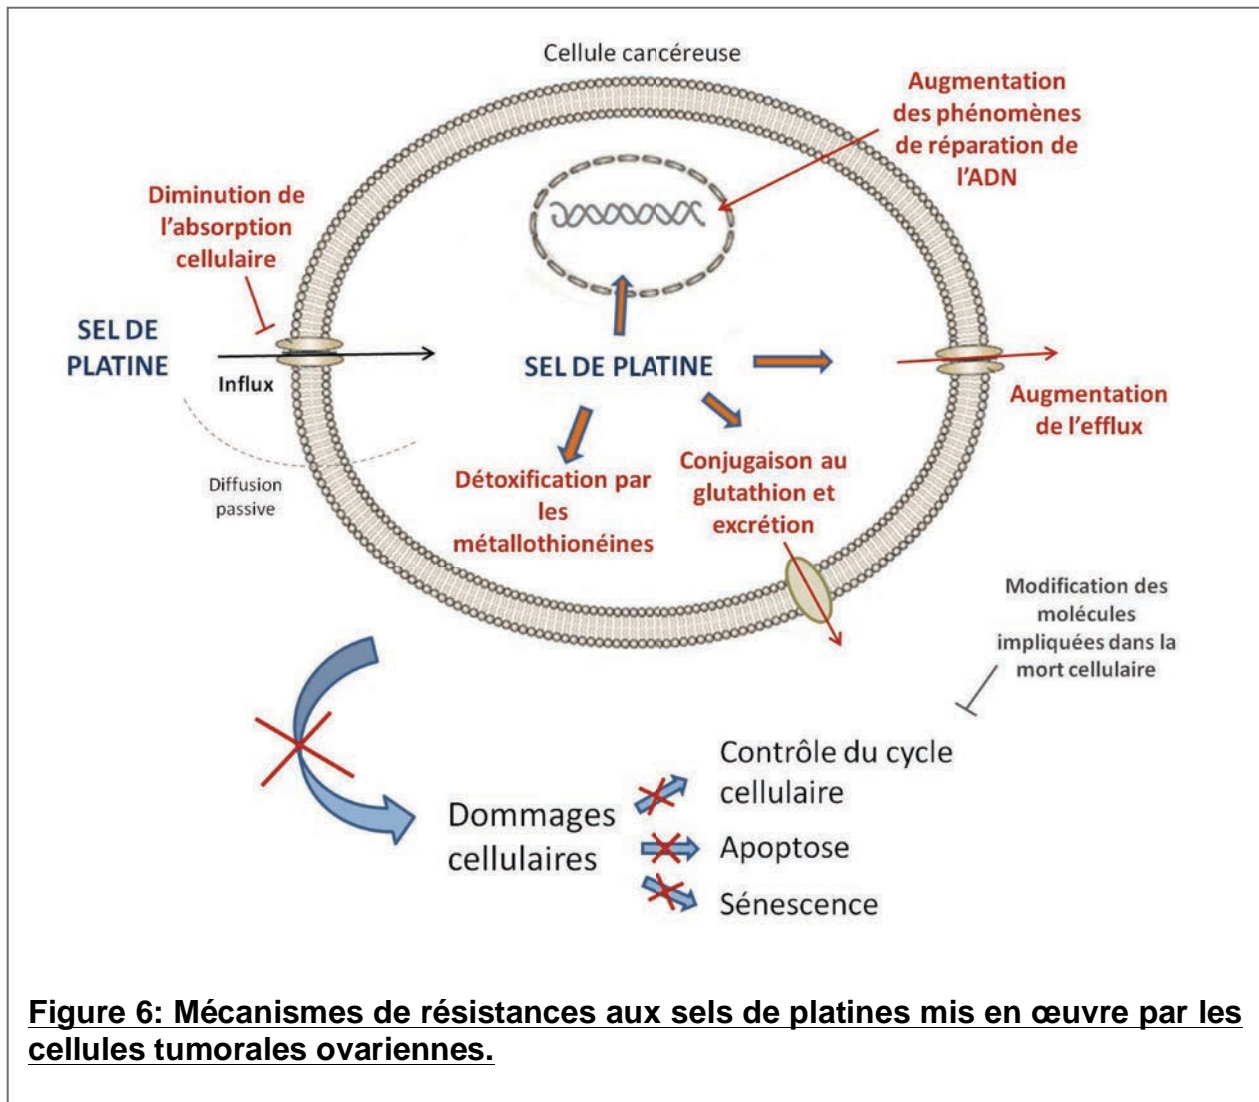 Cellule cancéreuse
Augmentation
des phénomènes
de réparation de
l'ADN
Diminution de
l'absorption
cellulaire
SEL DE
PLATINE
Influx
SEL DE PLATINE
Augmentation
de l'efflux
Diffusion
passive
Détoxification par
les
métallothionéines
Conjugaison au
glutathion et
excrétion
Modification des
molécules
impliquées dans la
mort cellulaire
Dommages
cellulaires
Contrôle du cycle
cellulaire
Apoptose
Sénescence
Figure 6: Mécanismes de résistances aux sels de platines mis en œuvre par les
cellules tumorales ovariennes.